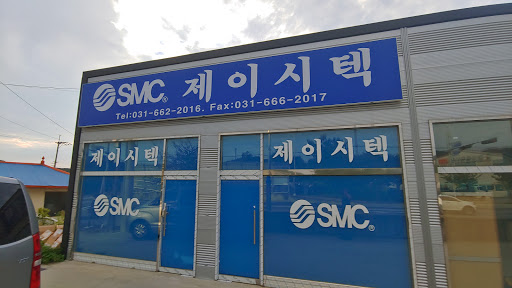 SMC® 제이시텍
Tel:031-662-2016. Fax:031-666-2017
제이시텍 제이시텍
SMC® SMC®